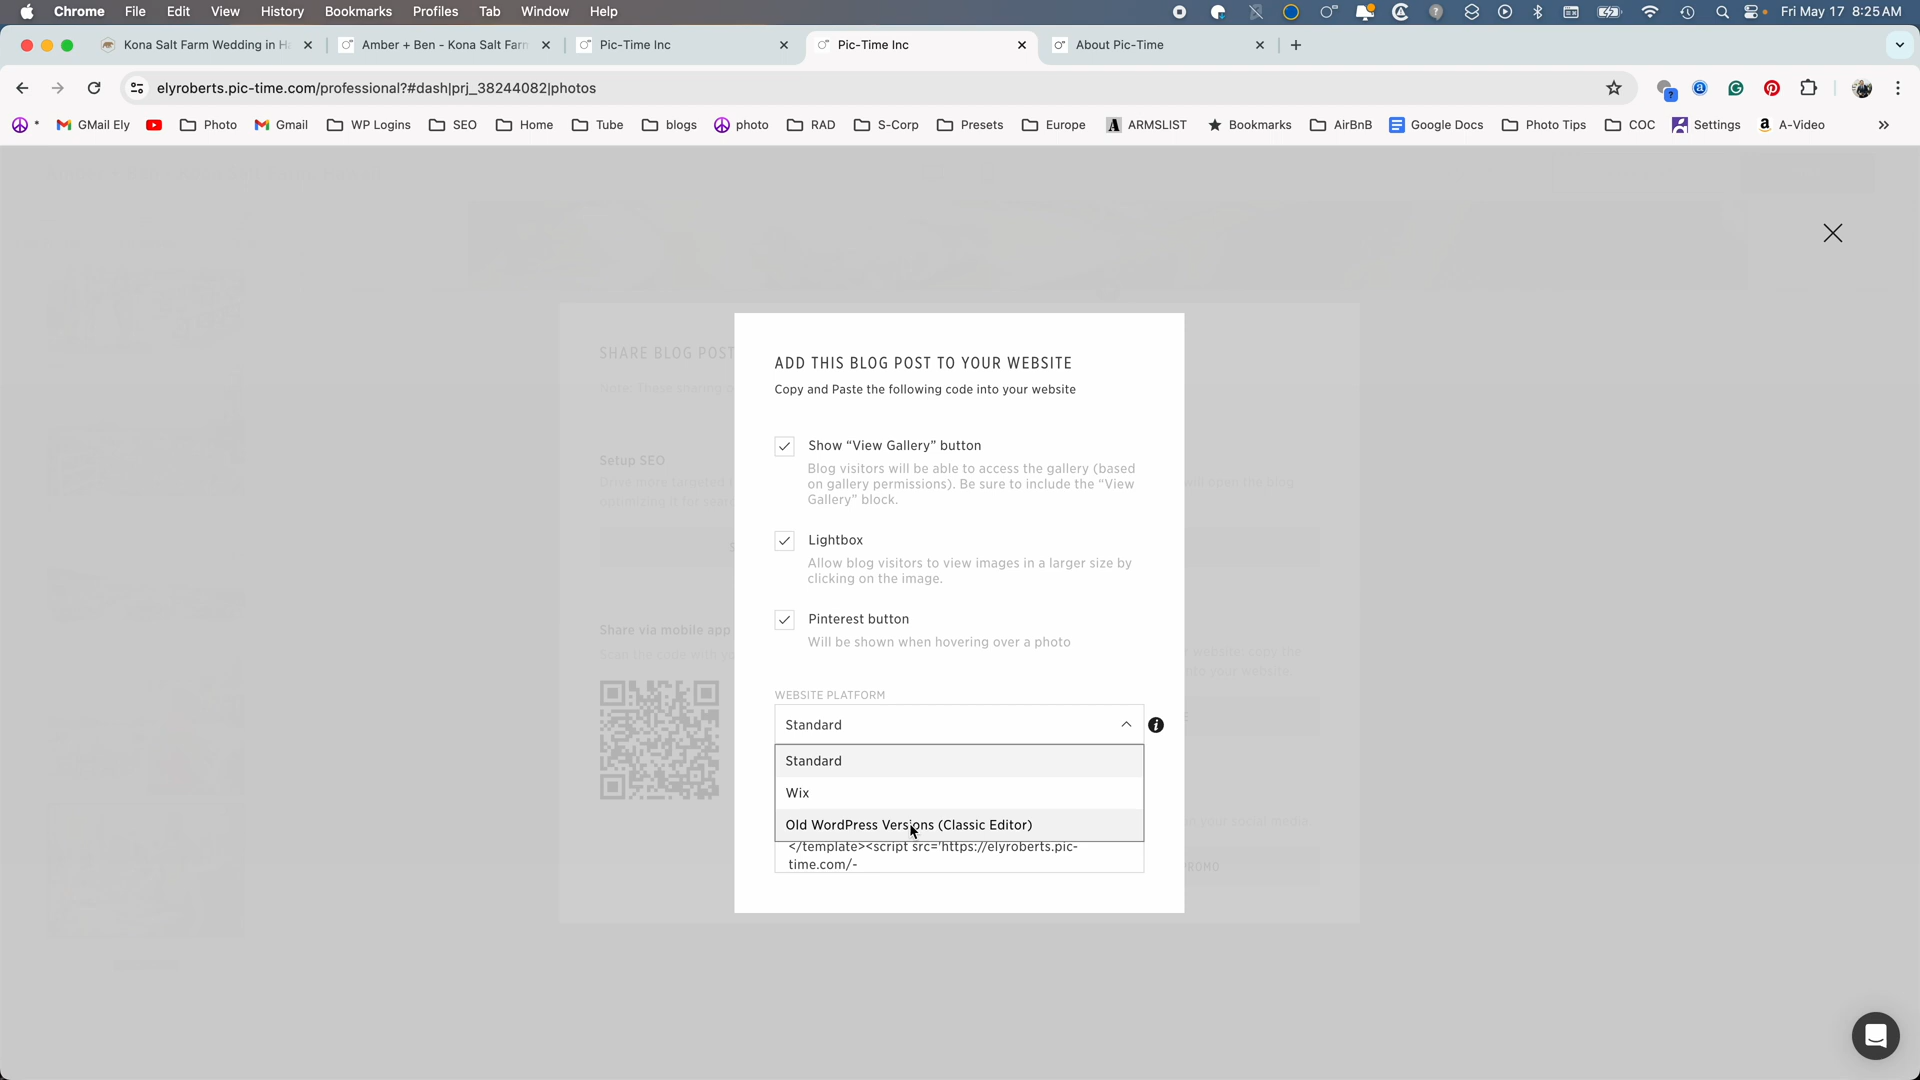 Chrome File Edit View History Bookmarks Profiles Tab Window Help Fri May 17 8:25 AM
Kona Salt Farm Wedding in H Amber + Ben - Kona Salt Farm Pic-Time Inc Pic-Time Inc About Pic-Time
elyroberts.pic-time.com/professional?#dash|prj_38244082|photos
* GMail Ely Photo Gmail WP Logins SEO Home Tube blogs photo RAD S-Corp Presets Europe ARMSLIST Bookmarks AirBnB Google Docs Photo Tips COC Settings A-Video »
SHARE BLOG POST
Setup SEO
Share via mobile app
ADD THIS BLOG POST TO YOUR WEBSITE
Copy and Paste the following code into your website
Show “View Gallery” button
Blog visitors will be able to access the gallery (based
on gallery permissions). Be sure to include the “View
Gallery” block.
Lightbox
Allow blog visitors to view images in a larger size by
clicking on the image.
Pinterest button
Will be shown when hovering over a photo
WEBSITE PLATFORM
Standard
Standard
Wix
Old WordPress Versions (Classic Editor)
</template><script src='https://elyroberts.pic-
time.com/-